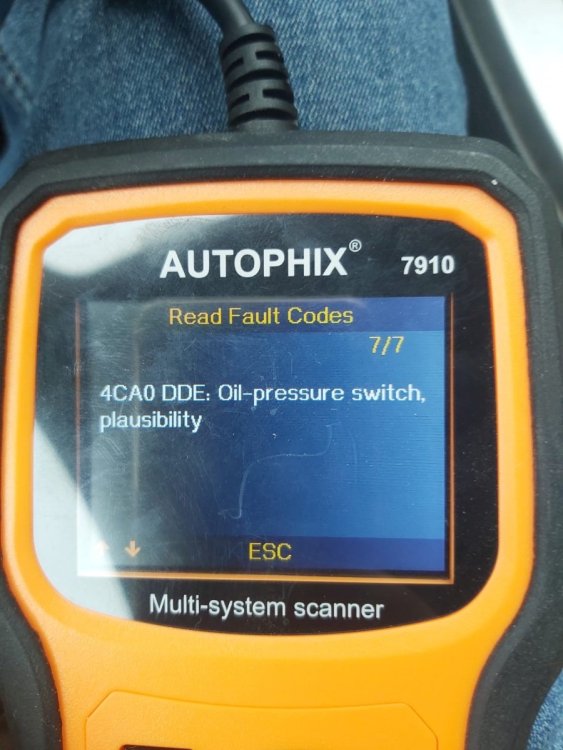 AUTOPHIX® 7910
Read Fault Codes
7/7
4CA0 DDE: Oil-pressure switch,
plausibility
ESC
Multi-system scanner